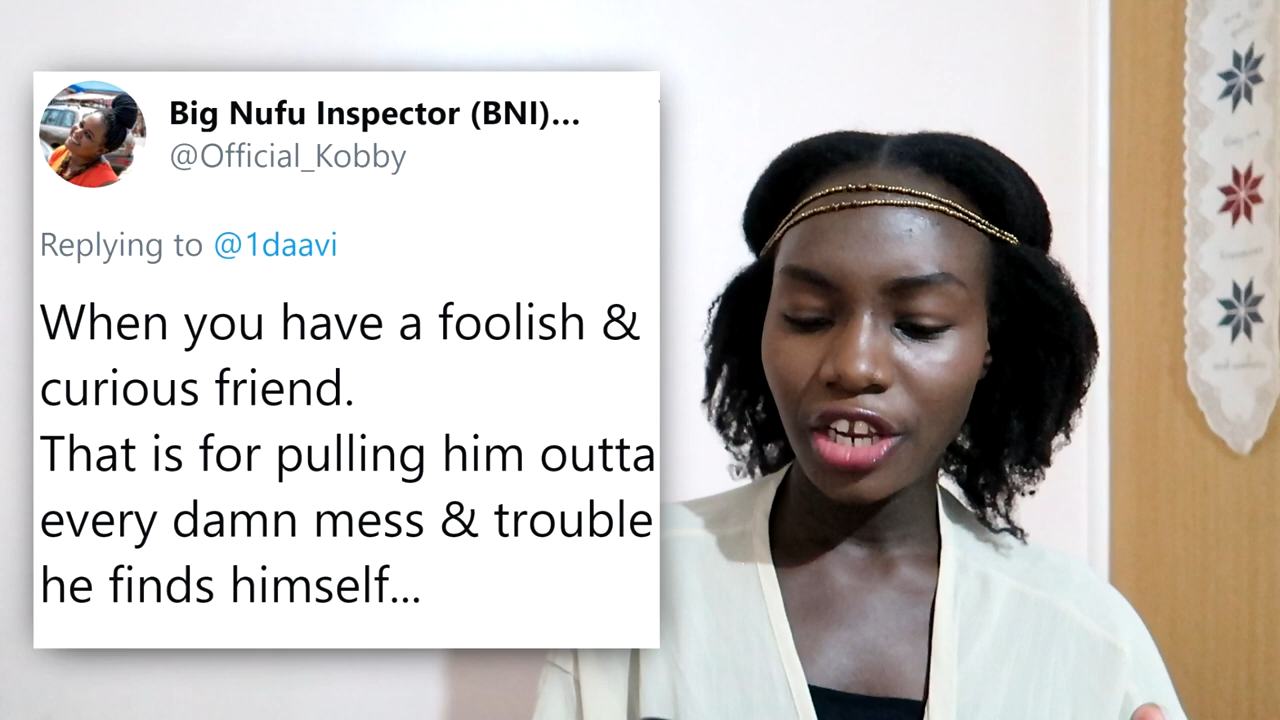 Big Nufu Inspector (BNI)...
@Official_Kobby
Replying to @1daavi
When you have a foolish &
curious friend.
That is for pulling him outta
every damn mess & trouble
he finds himself...